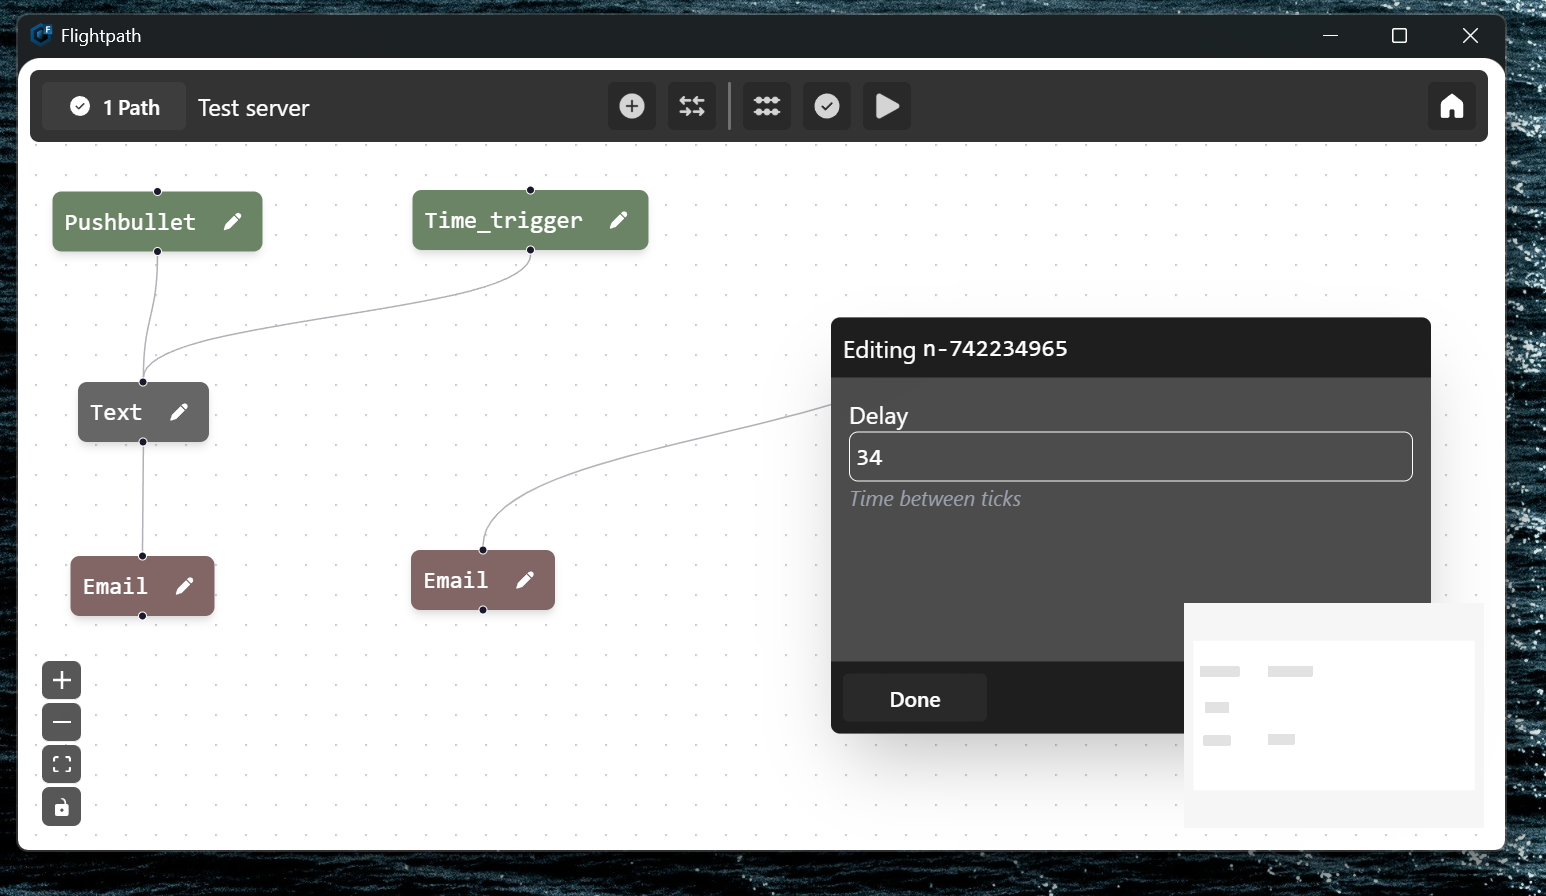 Flightpath
1 Path
Test server
Pushbullet
Time_trigger
Editing n-742234965
Delay
34
Time between ticks
Text
Email
Email
Done